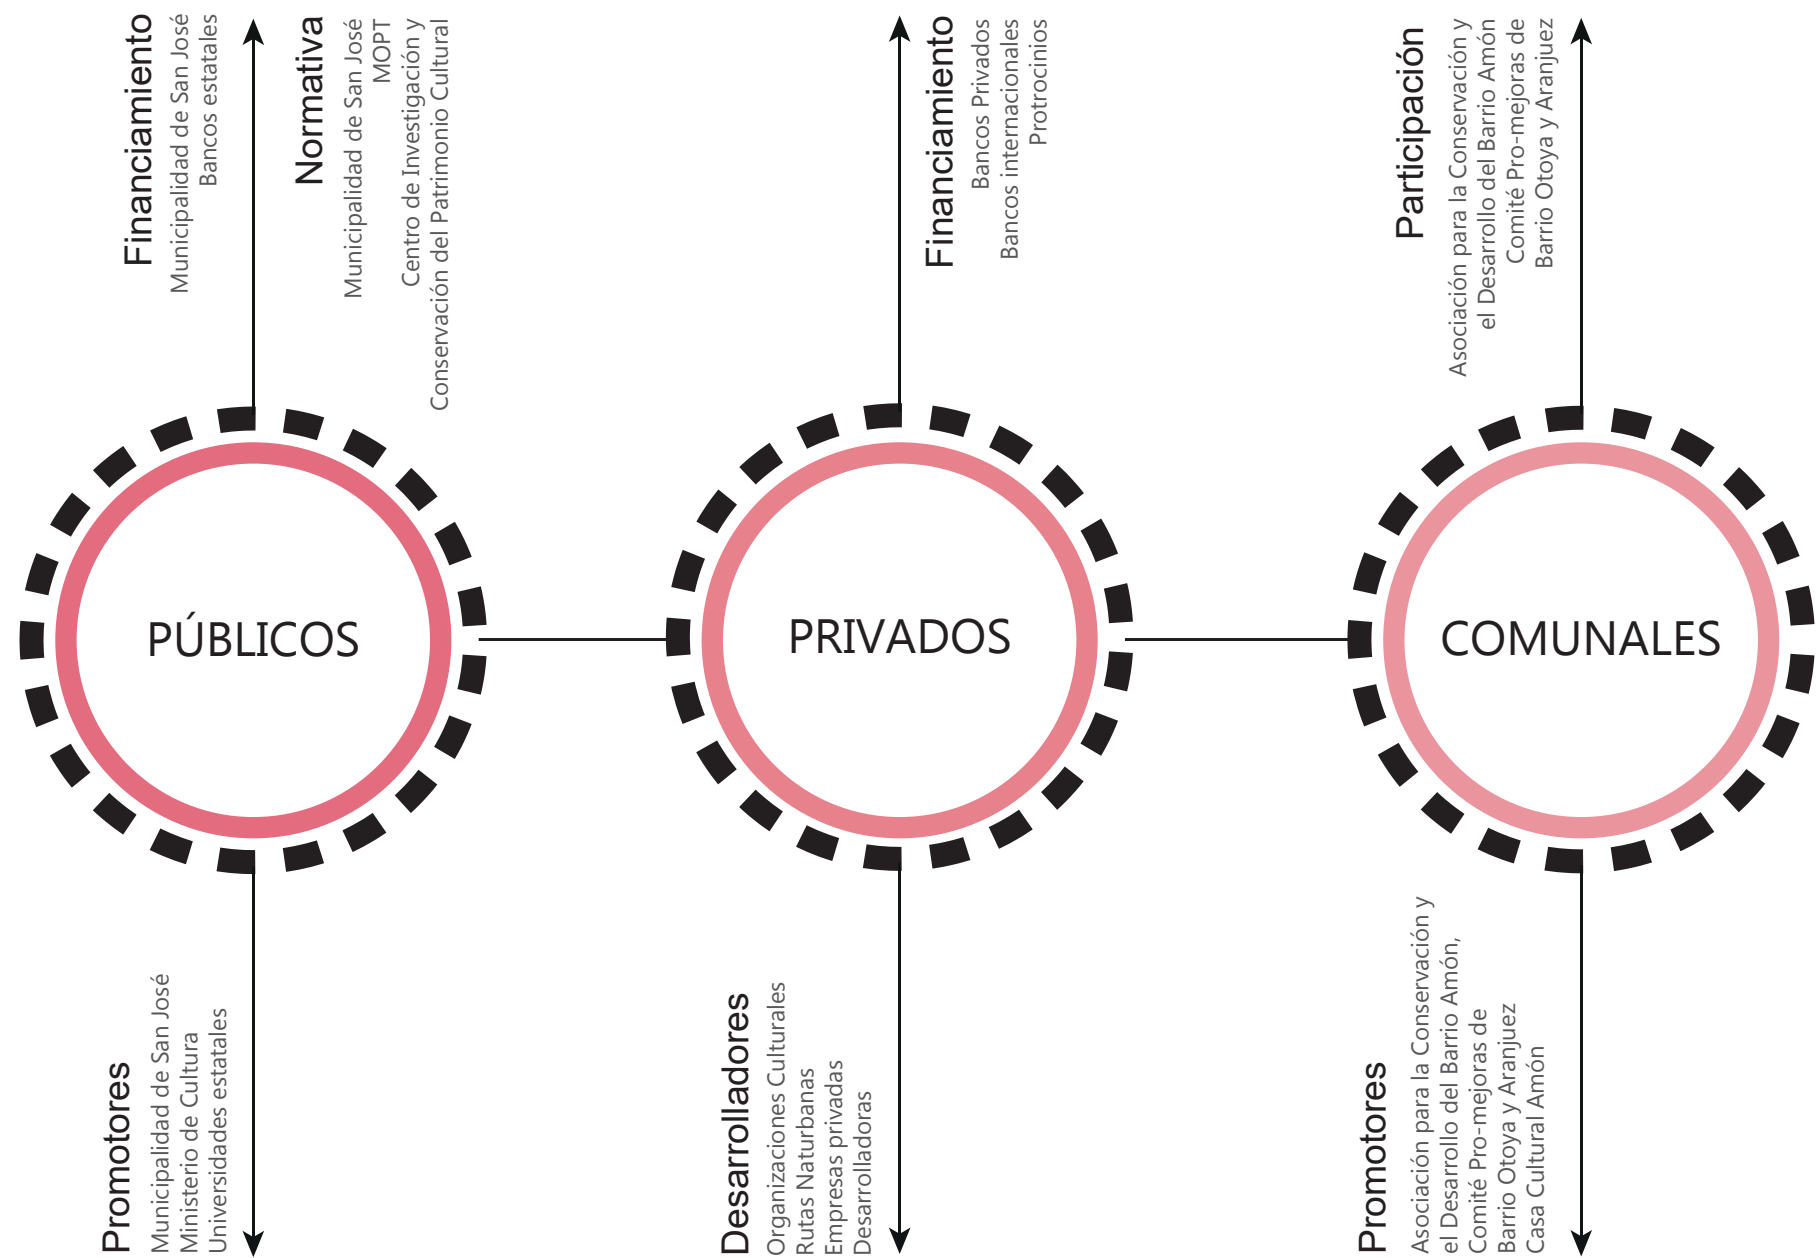 Financiamiento
Municipalidad de San José
Bancos estatales
Normativa
Municipalidad de San José
MOPT
Centro de Investigación y
Conservación del Patrimonio Cultural
Financiamiento
Bancos Privados
Bancos internacionales
Protrocinios
Participación
Asociación para la Conservación y
el Desarrollo del Barrio Amón
Comité Pro-mejoras de
Barrio Otoya y Aranjuez
PÚBLICOS
PRIVADOS
COMUNALES
Promotores
Municipalidad de San José
Ministerio de Cultura
Universidades estatales
Desarrolladores
Organizaciones Culturales
Rutas Naturbanas
Empresas privadas
Desarrolladoras
Promotores
Asociación para la Conservación y
el Desarrollo del Barrio Amón,
Comité Pro-mejoras de
Barrio Otoya y Aranjuez
Casa Cultural Amón